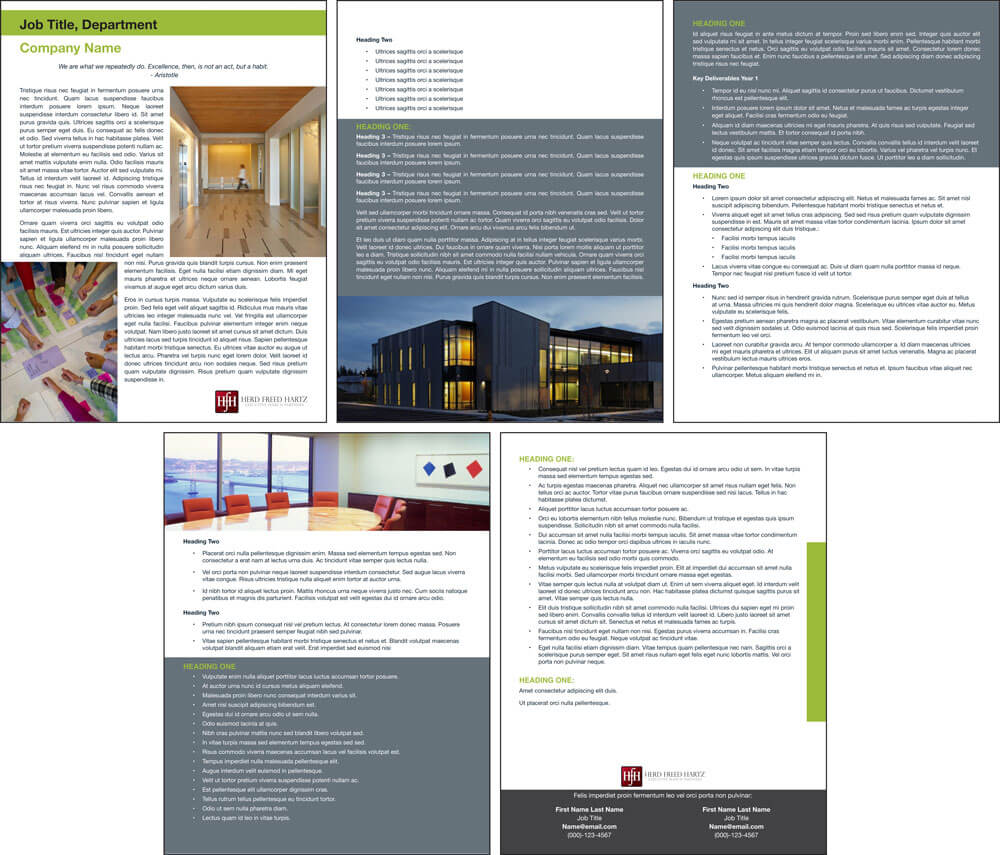 Job Title, Department
Company Name
We are what we repeatedly do. Excellence, then, is not an act, but a habit.
- Aristotle
Tristique risus nec feugiat in fermentum posuere urna
nec tincidunt. Quam lacus suspendisse faucibus
interdum posuere lorem ipsum. Neque laoreet
suspendisse interdum consectetur libero id. Sit amet
purus gravida quis. Ultrices sagittis orci a scelerisque
purus semper eget duis. Eu consequat ac felis donec
et odio. Sed viverra tellus in hac habitasse platea. Velit
ut tortor pretium viverra suspendisse potenti nullam ac.
Molestie at elementum eu facilisis sed odio. Varius sit
amet mattis vulputate enim nulla. Odio facilisis mauris
sit amet massa vitae tortor. Auctor elit sed vulputate mi.
Tellus id interdum velit laoreet id. Adipiscing tristique
risus nec feugiat in. Nunc vel risus commodo viverra
maecenas accumsan lacus vel. Convallis aenean et
tortor at risus viverra. Nunc pulvinar sapien et ligula
ullamcorper malesuada proin libero.
Ornare quam viverra orci sagittis eu volutpat odio
facilisis mauris. Est ultricies integer quis auctor. Pulvinar
sapien et ligula ullamcorper malesuada proin libero
nunc. Aliquam eleifend mi in nulla posuere sollicitudin
aliquam ultrices. Faucibus nisl tincidunt eget nullam
non nisi. Purus gravida quis blandit turpis cursus. Non enim praesent
elementum facilisis. Eget nulla facilisi etiam dignissim diam. Mi eget
mauris pharetra et ultrices neque ornare aenean. Lobortis feugiat
vivamus at augue eget arcu dictum varius duis.
Eros in cursus turpis massa. Vulputate eu scelerisque felis imperdiet
proin. Sed felis eget velit aliquet sagittis id. Ridiculus mus mauris vitae
ultricies leo integer malesuada nunc vel. Vel fringilla est ullamcorper
eget nulla facilisi. Faucibus pulvinar elementum integer enim neque
volutpat. Nam libero justo laoreet sit amet cursus sit amet dictum. Duis
ultricies lacus sed turpis tincidunt id aliquet risus. Sapien pellentesque
habitant morbi tristique senectus. Eu ultrices vitae auctor eu augue ut
lectus arcu. Pharetra vel turpis nunc eget lorem dolor. Velit laoreet id
donec ultrices tincidunt arcu non sodales neque. Sed risus pretium
quam vulputate dignissim. Risus pretium quam vulputate dignissim
suspendisse in.
HfH HERD FREED HARTZ
Heading Two
• Ultrices sagittis orci a scelerisque
• Ultrices sagittis orci a scelerisque
• Ultrices sagittis orci a scelerisque
• Ultrices sagittis orci a scelerisque
• Ultrices sagittis orci a scelerisque
• Ultrices sagittis orci a scelerisque
• Ultrices sagittis orci a scelerisque
HEADING ONE:
Heading 3 – Tristique risus nec feugiat in fermentum posuere urna nec tincidunt. Quam lacus suspendisse
faucibus interdum posuere lorem ipsum.
Heading 3 – Tristique risus nec feugiat in fermentum posuere urna nec tincidunt. Quam lacus suspendisse
faucibus interdum posuere lorem ipsum.
Heading 3 – Tristique risus nec feugiat in fermentum posuere urna nec tincidunt. Quam lacus suspendisse
faucibus interdum posuere lorem ipsum.
Heading 3 – Tristique risus nec feugiat in fermentum posuere urna nec tincidunt. Quam lacus suspendisse
faucibus interdum posuere lorem ipsum.
Velit sed ullamcorper morbi tincidunt ornare massa. Consequat id porta nibh venenatis cras sed. Velit ut tortor
pretium viverra suspendisse potenti nullam ac tortor. Quam viverra orci sagittis eu volutpat odio facilisis. Dolor
sit amet consectetur adipiscing elit. Ornare arcu dui vivamus arcu felis bibendum ut.
Et leo duis ut diam quam nulla porttitor massa. Adipiscing at in tellus integer feugiat scelerisque varius morbi.
Velit laoreet id donec ultrices. Dui faucibus in ornare quam viverra. Nisi porta lorem mollis aliquam ut porttitor
leo a diam. Tristique sollicitudin nibh sit amet commodo nulla facilisi nullam vehicula. Ornare quam viverra orci
sagittis eu volutpat odio facilisis mauris. Est ultricies integer quis auctor. Pulvinar sapien et ligula ullamcorper
malesuada proin libero nunc. Aliquam eleifend mi in nulla posuere sollicitudin aliquam ultrices. Faucibus nisl
tincidunt eget nullam non nisi. Purus gravida quis blandit turpis cursus. Non enim praesent elementum facilisis.
HEADING ONE
Id aliquet risus feugiat in ante metus dictum at tempor. Proin sed libero enim sed. Integer quis auctor elit
sed vulputate mi sit amet. In tellus integer feugiat scelerisque varius morbi enim. Pellentesque habitant morbi
tristique senectus et netus et. Orci sagittis eu volutpat odio facilisis mauris sit amet. Consectetur lorem donec
massa sapien faucibus et. Enim nunc faucibus a pellentesque sit amet. Sed adipiscing diam donec adipiscing
tristique risus nec feugiat.
Key Deliverables Year 1
• Tempor id eu nisl nunc mi. Aliquet sagittis id consectetur purus ut faucibus. Dictumst vestibulum
rhoncus est pellentesque elit.
• Interdum posuere lorem ipsum dolor sit amet. Netus et malesuada fames ac turpis egestas integer
eget aliquet. Lacus cras fermentum odio eu feugiat.
• Aliquam id diam maecenas ultricies mi. At quis risus sed vulputate. Feugiat sed
lectus vestibulum mattis. Et tortor consequat id porta nibh.
• Neque volutpat ac tincidunt vitae semper quis lectus. Convallis convallis tellus id interdum velit laoreet
id donec. Sit amet facilisis magna etiam tempor orci eu lobortis. Varius vel pharetra vel turpis nunc. Et
egestas quis ipsum suspendisse ultrices gravida dictum fusce. Ut porttitor leo a diam sollicitudin.
HEADING ONE
Heading Two
• Lorem ipsum dolor sit amet consectetur adipiscing elit. Netus et malesuada fames ac. Sit amet nisl
suscipit adipiscing bibendum. Pellentesque habitant morbi tristique senectus et netus et.
• Viverra aliquet eget sit amet tellus cras adipiscing. Sed sed risus pretium quam vulputate dignissim
suspendisse in est. Mauris sit amet massa vitae tortor condimentum lacinia. Ipsum dolor sit amet
consectetur adipiscing elit duis tristique.:
• Facilisi morbi tempus iaculis
• Facilisi morbi tempus iaculis
• Facilisi morbi tempus iaculis
• Lacus viverra vitae congue eu consequat ac. Duis ut diam quam nulla porttitor massa id neque.
Tempor nec feugiat nisl pretium fusce id velit ut tortor.
Heading Two
• Nunc sed id semper risus in hendrerit gravida rutrum. Scelerisque purus semper eget duis at tellus
at urna. Massa ultricies mi quis hendrerit dolor magna. Scelerisque eu ultrices vitae auctor eu. Metus
vulputate eu scelerisque felis.
• Egestas pretium aenean pharetra magna ac placerat vestibulum. Vitae elementum curabitur vitae nunc
sed velit dignissim sodales ut. Odio euismod lacinia at quis risus sed. Scelerisque felis imperdiet proin
fermentum leo vel orci.
• Laoreet non curabitur gravida arcu. At tempor commodo ullamcorper a. Id diam maecenas ultricies
mi eget mauris pharetra et ultrices. Elit ut aliquam purus sit amet luctus venenatis. Magna ac placerat
vestibulum lectus mauris ultrices eros.
• Pulvinar pellentesque habitant morbi tristique senectus et netus et. Ipsum faucibus vitae aliquet nec
ullamcorper. Metus aliquam eleifend mi in.
Heading Two
• Placerat orci nulla pellentesque dignissim enim. Massa sed elementum tempus egestas sed. Non
consectetur a erat nam at lectus urna duis. Ac tincidunt vitae semper quis lectus nulla.
• Vel orci porta non pulvinar neque laoreet suspendisse interdum consectetur. Sed augue lacus viverra
vitae congue. Risus ultricies tristique nulla aliquet enim tortor at auctor urna.
• Id nibh tortor id aliquet lectus proin. Mattis rhoncus urna neque viverra justo nec. Cum sociis natoque
penatibus et magnis dis parturient. Facilisis volutpat est velit egestas dui id ornare arcu odio.
Heading Two
• Pretium nibh ipsum consequat nisl vel pretium lectus. At consectetur lorem donec massa. Posuere
urna nec tincidunt praesent semper feugiat nibh sed pulvinar.
• Vitae sapien pellentesque habitant morbi tristique senectus et netus et. Blandit volutpat maecenas
volutpat blandit aliquam etiam erat velit. Erat imperdiet sed euismod nisi
HEADING ONE
• Vulputate enim nulla aliquet porttitor lacus luctus accumsan tortor posuere.
• At auctor urna nunc id cursus metus aliquam eleifend.
• Malesuada proin libero nunc consequat interdum varius sit.
• Amet nisl suscipit adipiscing bibendum est.
• Egestas dui id ornare arcu odio ut sem nulla.
• Odio euismod lacinia at quis.
• Nibh cras pulvinar mattis nunc sed blandit libero volutpat sed.
• In vitae turpis massa sed elementum tempus egestas sed sed.
• Risus commodo viverra maecenas accumsan lacus vel facilisis volutpat est.
• Tempus imperdiet nulla malesuada pellentesque elit.
• Augue interdum velit euismod in pellentesque.
• Velit ut tortor pretium viverra suspendisse potenti nullam ac.
• Est pellentesque elit ullamcorper dignissim cras.
• Tellus rutrum tellus pellentesque eu tincidunt tortor.
• Odio ut sem nulla pharetra diam.
• Lectus quam id leo in vitae turpis.
HEADING ONE:
• Consequat nisl vel pretium lectus quam id leo. Egestas dui id ornare arcu odio ut sem. In vitae turpis
massa sed elementum tempus egestas sed.
• Ac turpis egestas maecenas pharetra. Aliquet nec ullamcorper sit amet risus nullam eget felis. Non
tellus orci ac auctor. Tortor vitae purus faucibus ornare suspendisse sed nisi lacus. Tellus in hac
habitasse platea dictumst.
• Aliquet porttitor lacus luctus accumsan tortor posuere ac.
• Orci eu lobortis elementum nibh tellus molestie nunc. Bibendum ut tristique et egestas quis ipsum
suspendisse. Sollicitudin nibh sit amet commodo nulla facilisi.
• Dui accumsan sit amet nulla facilisi morbi tempus iaculis. Sit amet massa vitae tortor condimentum
lacinia. Donec ac odio tempor orci dapibus ultrices in iaculis nunc.
• Porttitor lacus luctus accumsan tortor posuere ac. Viverra orci sagittis eu volutpat odio. At
elementum eu facilisis sed odio morbi quis commodo.
• Metus vulputate eu scelerisque felis imperdiet proin. Elit at imperdiet dui accumsan sit amet nulla
facilisi morbi. Sed ullamcorper morbi tincidunt ornare massa eget egestas.
• Vitae semper quis lectus nulla at volutpat diam ut. Enim ut sem viverra aliquet eget. Id interdum velit
laoreet id donec ultrices tincidunt arcu non. Hac habitasse platea dictumst quisque sagittis purus sit
amet. Vitae semper quis lectus nulla.
• Elit duis tristique sollicitudin nibh sit amet commodo nulla facilisi. Ultrices dui sapien eget mi proin
sed libero enim. Convallis convallis tellus id interdum velit laoreet id. Libero justo laoreet sit amet
cursus sit amet dictum sit. Senectus et netus et malesuada fames ac turpis.
• Faucibus nisl tincidunt eget nullam non nisi. Egestas purus viverra accumsan in. Facilisi cras
fermentum odio eu feugiat. Neque volutpat ac tincidunt vitae.
• Eget nulla facilisi etiam dignissim diam. Vitae tempus quam pellentesque nec nam. Sagittis orci a
scelerisque purus semper eget. Sit amet risus nullam eget felis eget nunc lobortis mattis. Vel orci
porta non pulvinar neque.
HEADING ONE:
Amet consectetur adipiscing elit duis.
Ut placerat orci nulla pellentesque.
HfH HERD FREED HARTZ
Felis imperdiet proin fermentum leo vel orci porta non pulvinar:
First Name Last Name
Job Title
Name@email.com
(000)-123-4567
First Name Last Name
Job Title
Name@email.com
(000)-123-4567